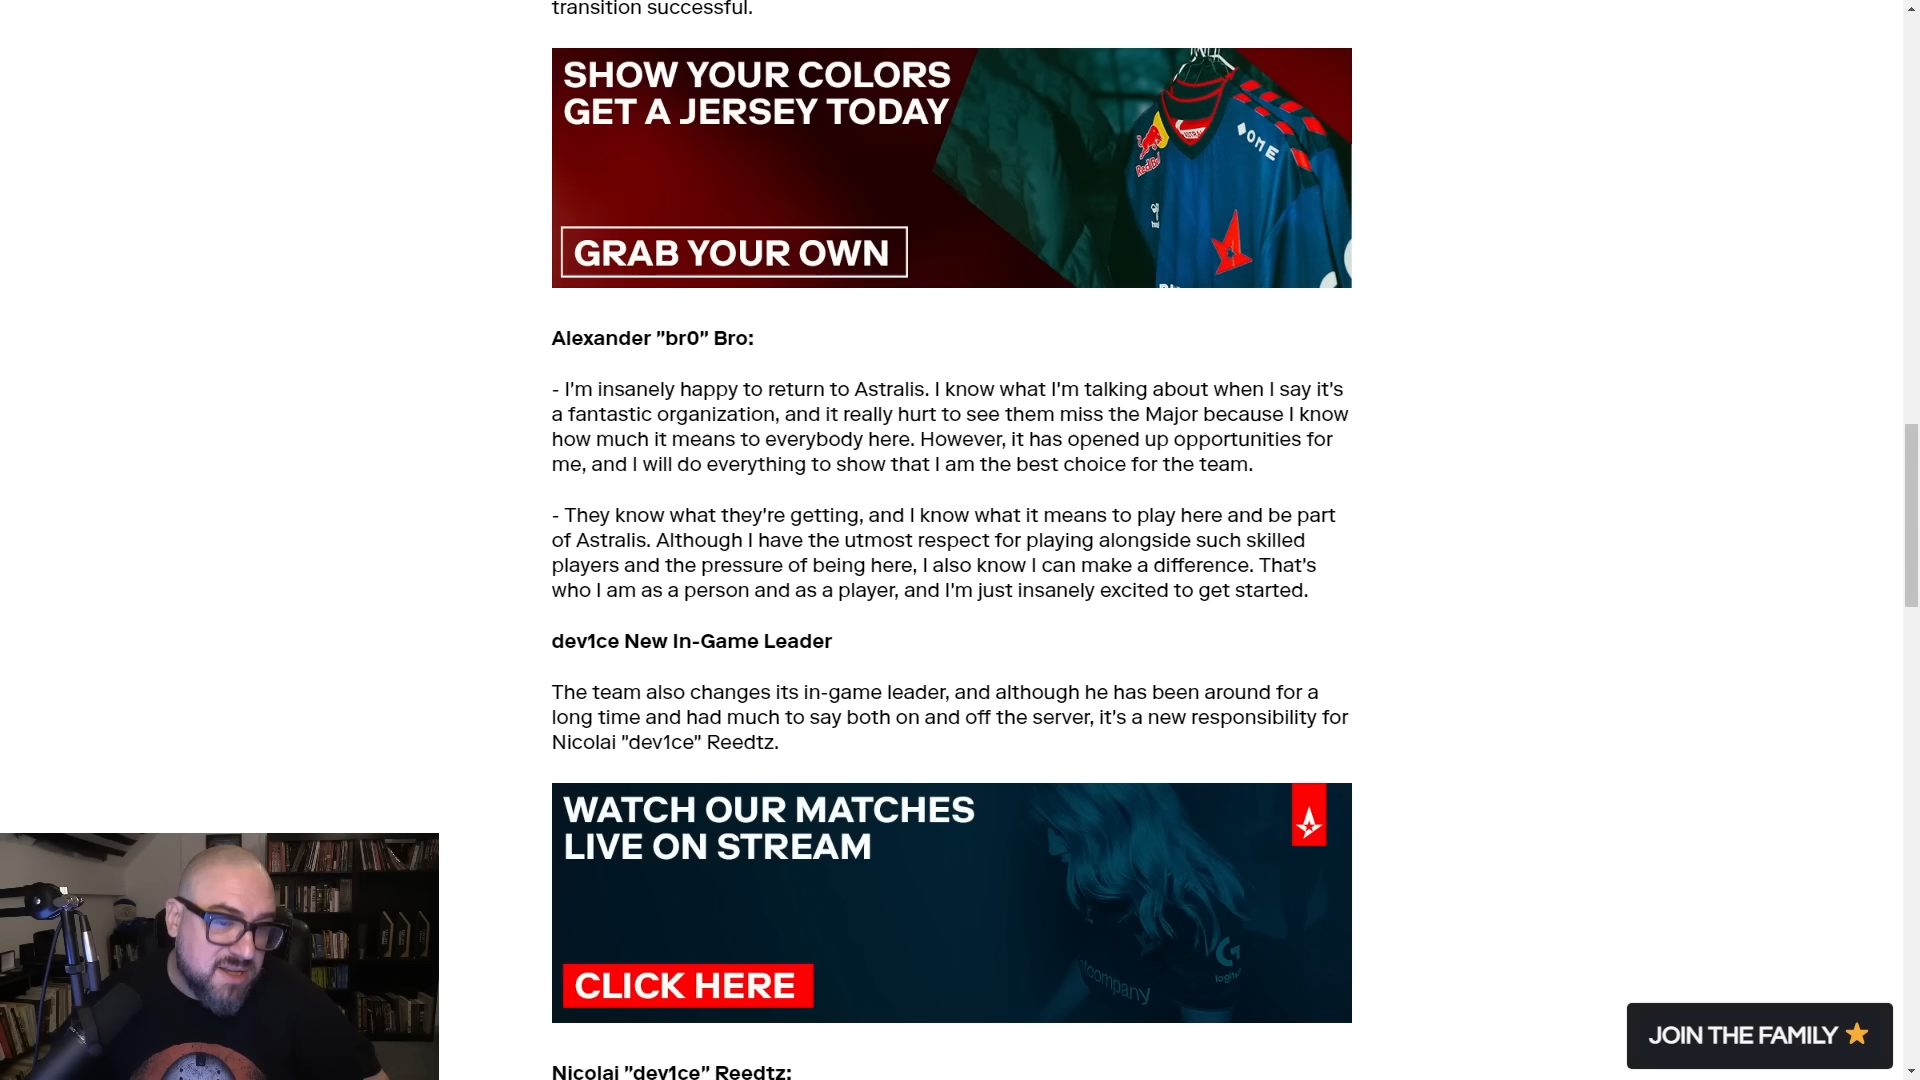 transition successful.
SHOW YOUR COLORS
GET A JERSEY TODAY
OME
Red Bull
GRAB YOUR OWN
Alexander "br0" Bro:
- I'm insanely happy to return to Astralis. I know what I'm talking about when I say it's
a fantastic organization, and it really hurt to see them miss the Major because I know
how much it means to everybody here. However, it has opened up opportunities for
me, and I will do everything to show that I am the best choice for the team.
- They know what they're getting, and I know what it means to play here and be part
of Astralis. Although I have the utmost respect for playing alongside such skilled
players and the pressure of being here, I also know I can make a difference. That's
who I am as a person and as a player, and I'm just insanely excited to get started.
dev1ce New In-Game Leader
The team also changes its in-game leader, and although he has been around for a
long time and had much to say both on and off the server, it's a new responsibility for
Nicolai "dev1ce" Reedtz.
WATCH OUR MATCHES
LIVE ON STREAM
CLICK HERE
JOIN THE FAMILY
Nicolai "dev1ce" Reedtz: